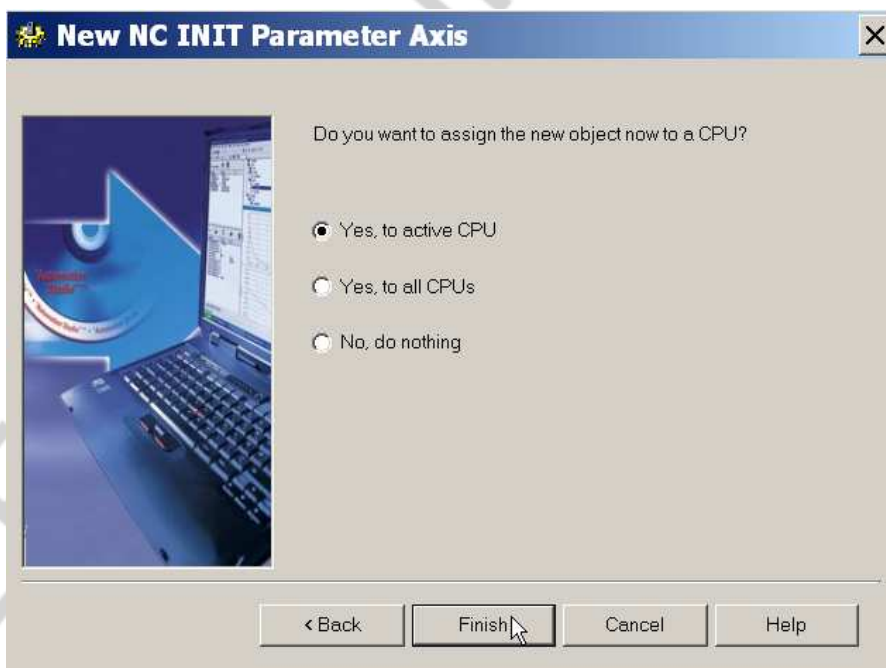 New NC INIT Parameter Axis
Do you want to assign the new object now to a CPU?
Yes, to active CPU
Yes, to all CPUs
No, do nothing
< Back
Finish
Cancel
Help